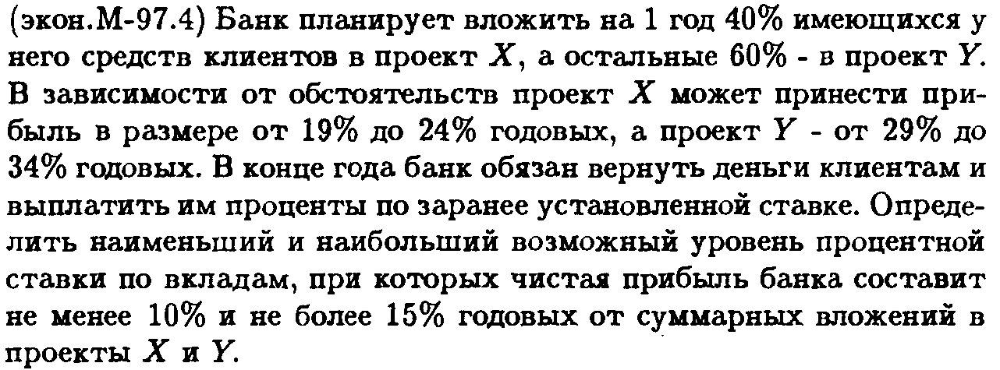 (экон.М-97.4) Банк планирует вложить на 1 год 40% имеющихся у
него средств клиентов в проект X, а остальные 60% - в проект Y.
В зависимости от обстоятельств проект X может принести при-
быль в размере от 19% до 24% годовых, а проект Y - от 29% до
34% годовых. В конце года банк обязан вернуть деньги клиентам и
выплатить им проценты по заранее установленной ставке. Опреде-
лить наименьший и наибольший возможный уровень процентной
ставки по вкладам, при которых чистая прибыль банка составит
не менее 10% и не более 15% годовых от суммарных вложений в
проекты X и Y.